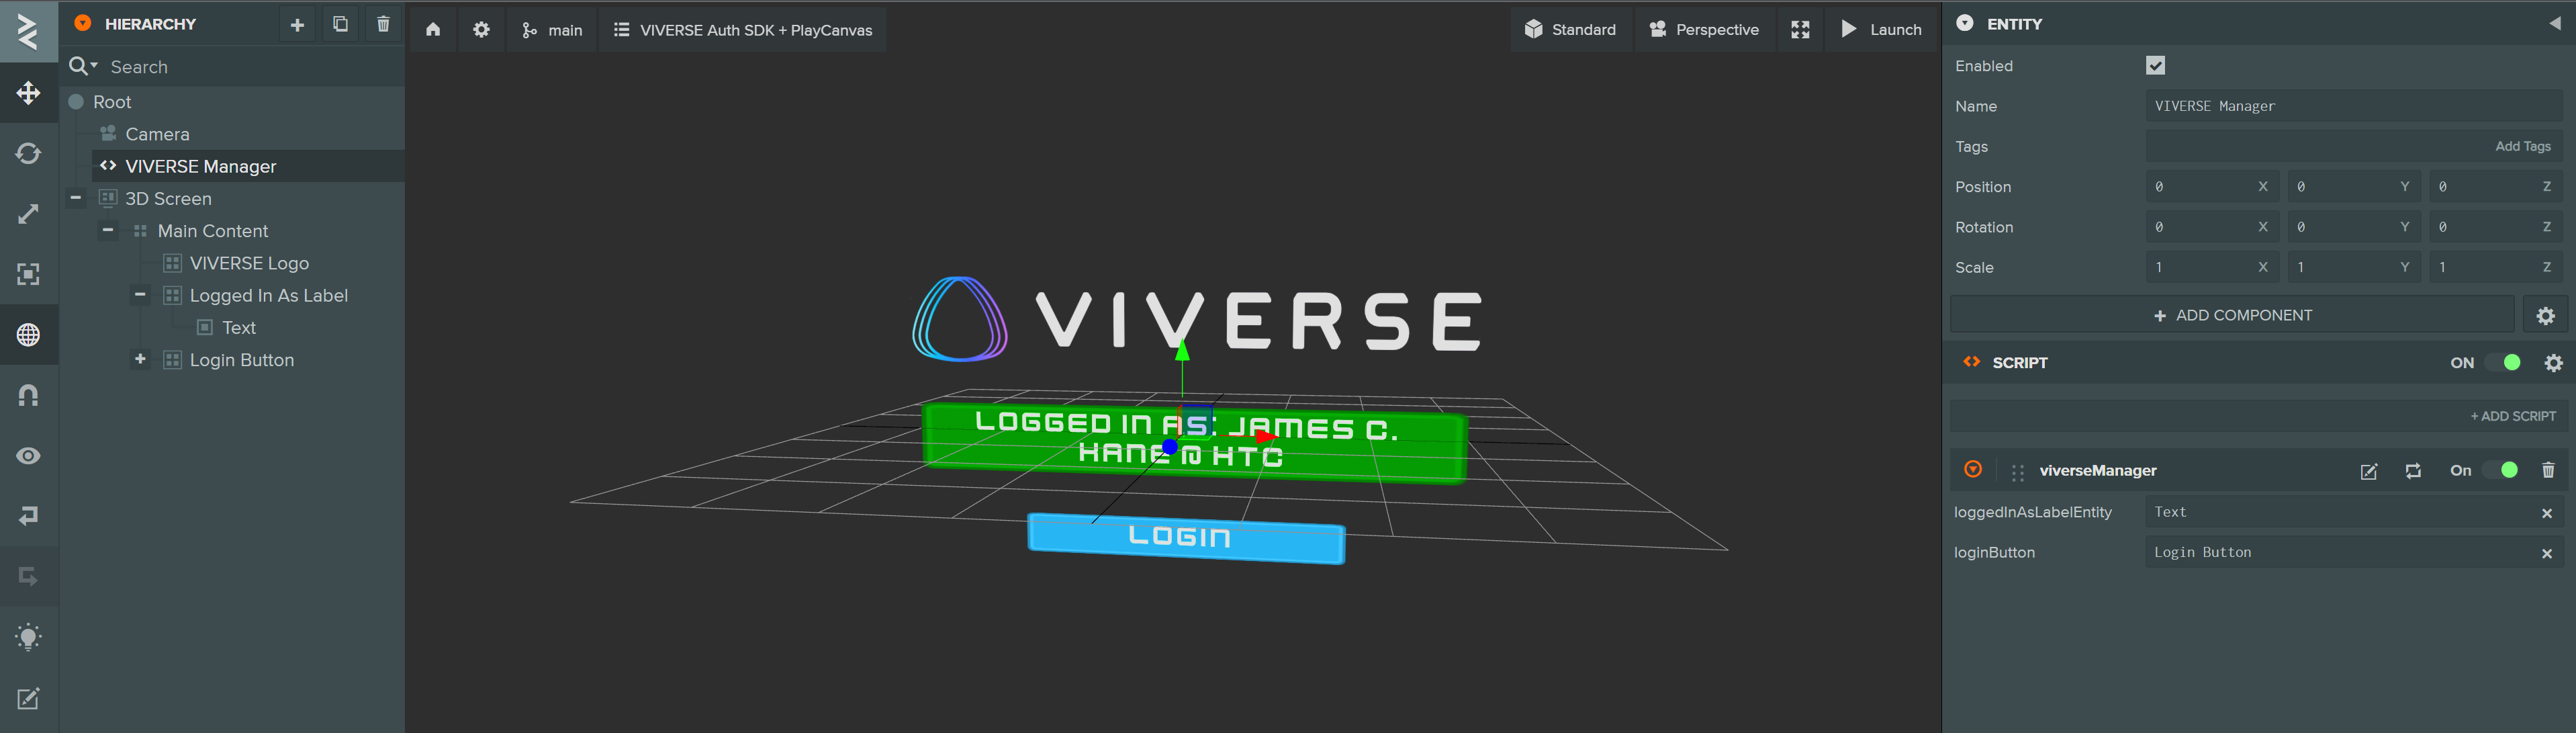 HIERARCHY
Search
Root
Camera
VIVERSE Manager
3D Screen
Main Content
VIVERSE Logo
Logged In As Label
Text
Login Button
main
VIVERSE Auth SDK + PlayCanvas
Standard
Perspective
Launch
VIVERSE
LOGGED IN AS: JAMES C.
HANE @ HTC
LOGIN
ENTITY
Enabled
Name VIVERSE Manager
Tags Add Tags
Position 0 X 0 Y 0 Z
Rotation 0 X 0 Y 0 Z
Scale 1 X 1 Y 1 Z
+ ADD COMPONENT
SCRIPT ON
+ ADD SCRIPT
viverseManager On
loggedInAsLabelEntity Text
loginButton Login Button